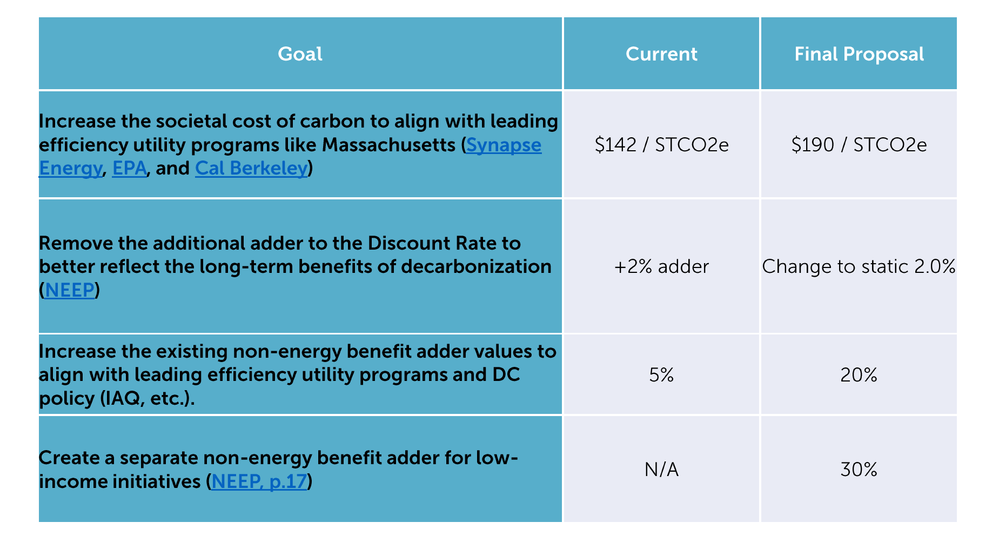 Goal
Current
Final Proposal
Increase the societal cost of carbon to align with leading
efficiency utility programs like Massachusetts (Synapse
Energy, EPA, and Cal Berkeley)
$142 / STCO2e
$190 / STCO2e
Remove the additional adder to the Discount Rate to
better reflect the long-term benefits of decarbonization
(NEEP)
+2% adder
Change to static 2.0%
Increase the existing non-energy benefit adder values to
align with leading efficiency utility programs and DC
policy (IAQ, etc.).
5%
20%
Create a separate non-energy benefit adder for low-
income initiatives (NEEP, p.17)
N/A
30%